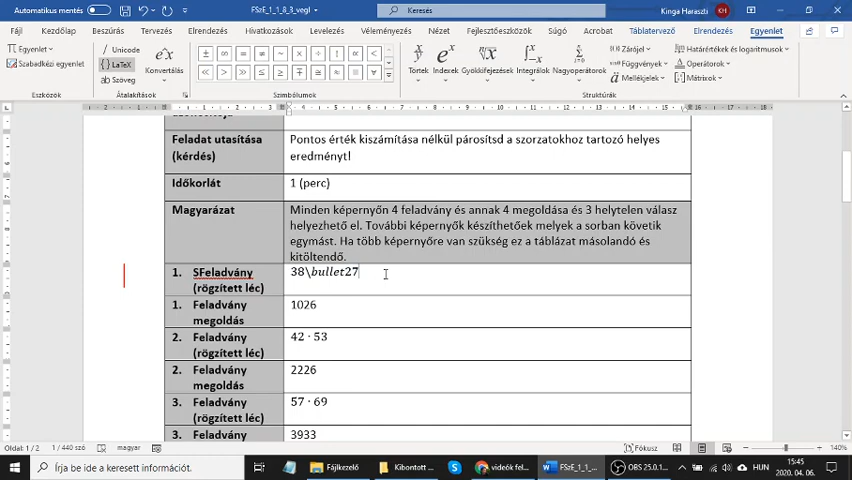 Automatikus mentés
FSzE_1_1_8_3_vegl
Keresés
Kinga Haraszti
KH
Fájl Kezdőlap Beszúrás Tervezés Elrendezés Hivatkozások Levelezés Véleményezés Nézet Fejlesztőeszközök Súgó Acrobat Táblatervező Elrendezés Egyenlet
Egyenlet
Szabadkézi egyenlet
Eszközök
Unicode
LaTeX
Szöveg
Konvertálás
Átalakítások
Szimbólumok
Törtek Indexek Gyökkifejezések Integrálok Nagyoperátorok
Zárójel
Függvények
Mellékjelek
Határértékek és logaritmusok
Operátorok
Mátrixok
Struktúrák
Feladat utasítása
(kérdés)
Pontos érték kiszámítása nélkül párosítsd a szorzatokhoz tartozó helyes
eredményt!
Időkorlát
1 (perc)
Magyarázat
Minden képernyőn 4 feladvány és annak 4 megoldása és 3 helytelen válasz
helyezhető el. További képernyők készíthetőek melyek a sorban követik
egymást. Ha több képernyőre van szükség ez a táblázat másolandó és
kitöltendő.
1. SFeladvány
(rögzített léc)
38\bullet27
1. Feladvány
megoldás
1026
2. Feladvány
(rögzített léc)
42 · 53
2. Feladvány
megoldás
2226
3. Feladvány
(rögzített léc)
57 · 69
3. Feladvány
3933
Oldal: 1 / 2 1/440 szó magyar
Fókusz
140%
Írja be ide a keresett információt.
Fájlkezelő
Kibontott ...
videók fel...
FSzE_1_1_...
OBS 25.0.1...
HUN
15:45
2020. 04. 06.